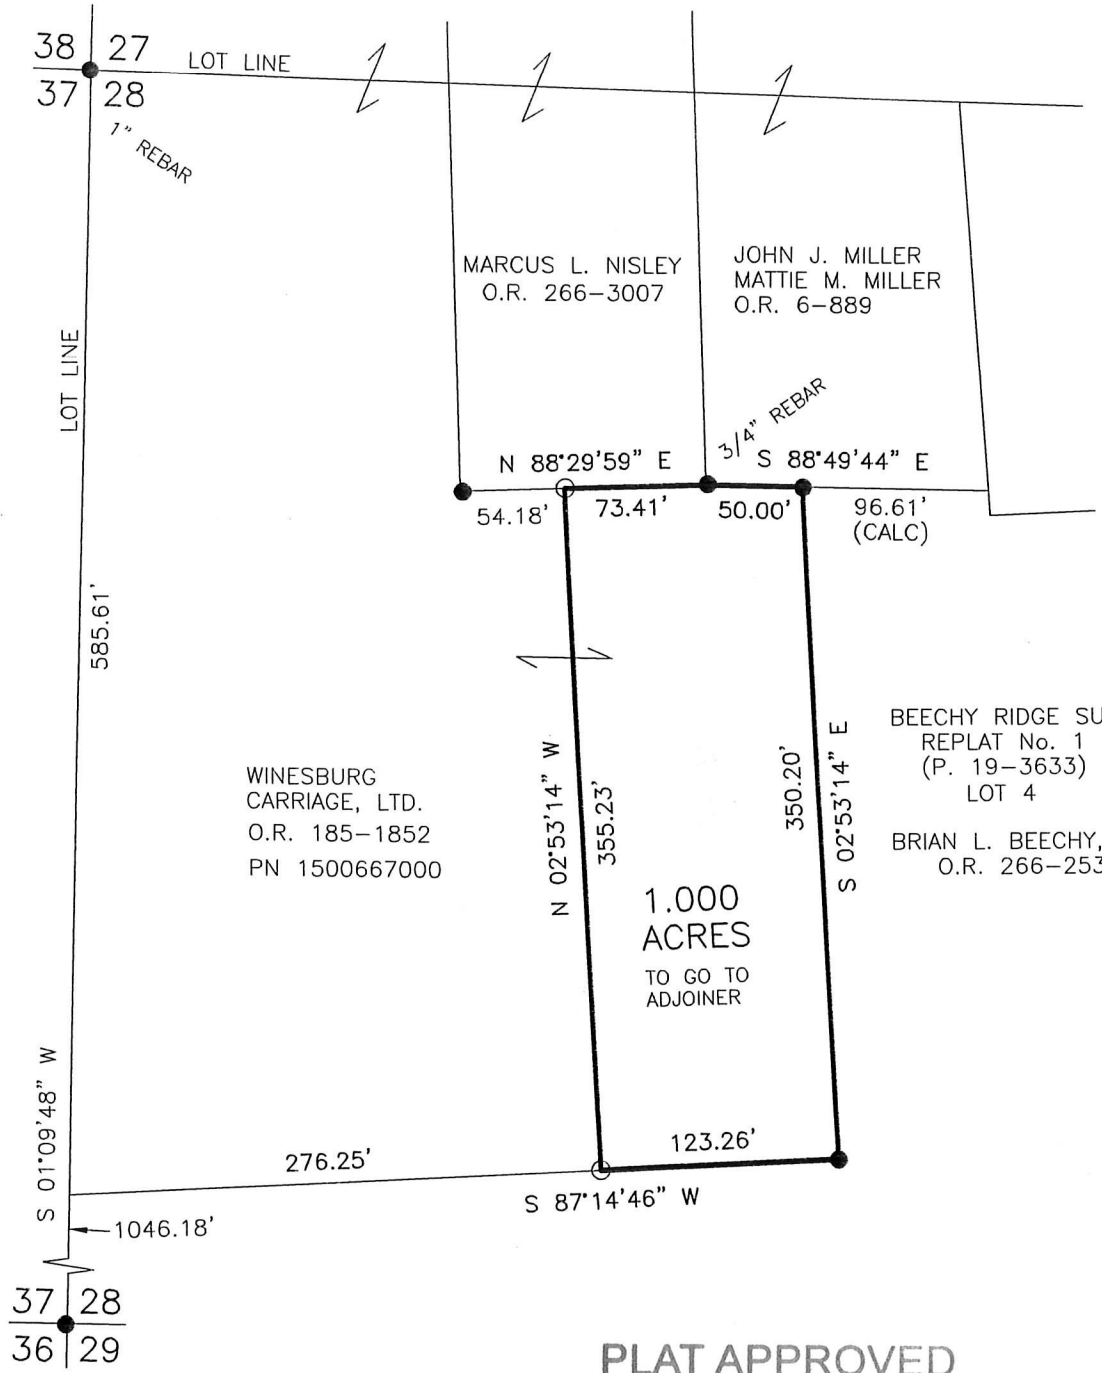 38 27
37 28
LOT LINE
1" REBAR
MARCUS L. NISLEY
O.R. 266-3007
JOHN J. MILLER
MATTIE M. MILLER
O.R. 6-889
LOT LINE
3/4" REBAR
N 88°29'59" E
S 88°49'44" E
54.18'
73.41'
50.00'
96.61'
(CALC)
585.61'
WINESBURG
CARRIAGE, LTD.
O.R. 185-1852
PN 1500667000
N 02°53'14" W
355.23'
350.20'
S 02°53'14" E
BEECHY RIDGE SU
REPLAT No. 1
(P. 19-3633)
LOT 4
BRIAN L. BEECHY,
O.R. 266-253
1.000
ACRES
TO GO TO
ADJOINER
S 01°09'48" W
276.25'
123.26'
S 87°14'46" W
1046.18'
37 28
36 29
PLAT APPROVED